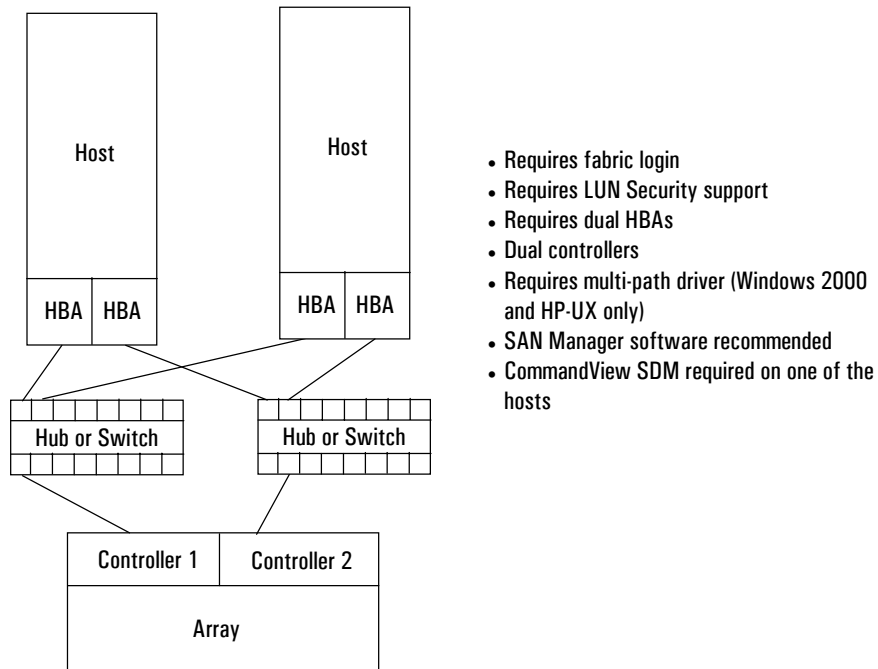 Host
Host
HBA
HBA
HBA
HBA
Hub or Switch
Hub or Switch
Controller 1
Controller 2
Array
• Requires fabric login
• Requires LUN Security support
• Requires dual HBAs
• Dual controllers
• Requires multi-path driver (Windows 2000
and HP-UX only)
• SAN Manager software recommended
• CommandView SDM required on one of the
hosts